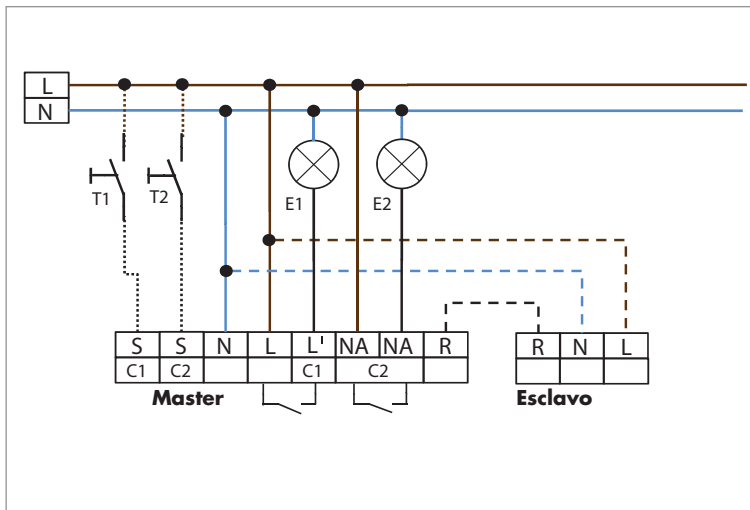 L
N
T1 T2 E1 E2
S S N L L' NA NA R
C1 C2 C1 C2
R N L
Master Esclavo